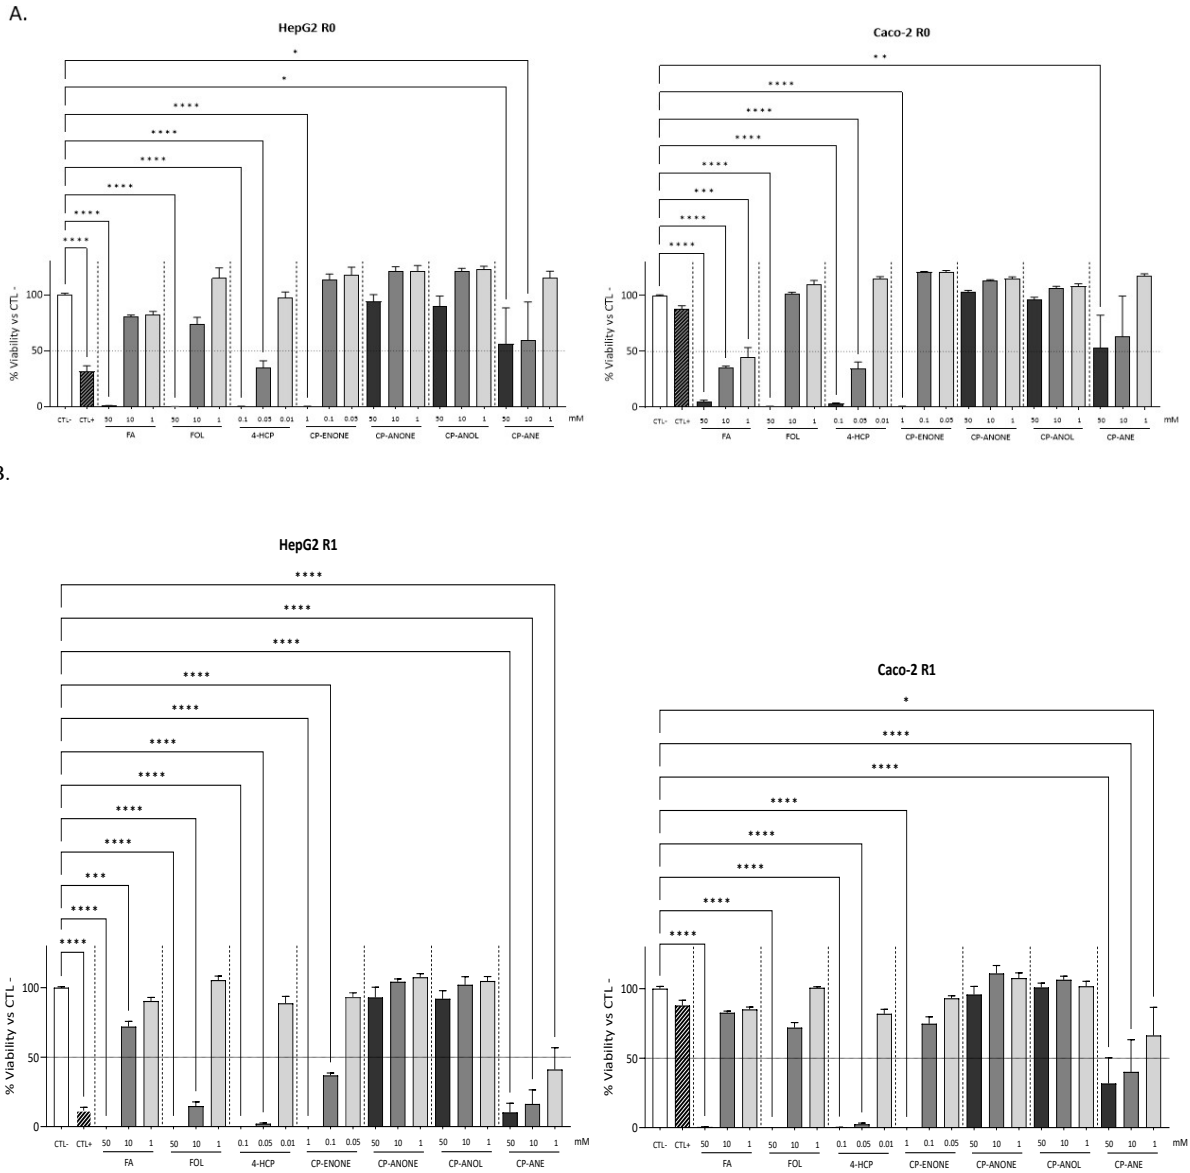 A.
HepG2 R0
*
*
****
****
****
****
****
****
% Viability vs CTL -
100
50
0
CTL- CTL+ 50 10 1 50 10 1 0.1 0.05 0.01 1 0.1 0.05 50 10 1 50 10 1 50 10 1 mM
FA FOL 4-HCP CP-ENONE CP-ANONE CP-ANOL CP-ANE
Caco-2 R0
**
****
****
****
****
***
****
****
% Viability vs CTL -
100
50
0
CTL- CTL+ 50 10 1 50 10 1 0.1 0.05 0.01 1 0.1 0.05 50 10 1 50 10 1 50 10 1 mM
FA FOL 4-HCP CP-ENONE CP-ANONE CP-ANOL CP-ANE
B.
HepG2 R1
****
****
****
****
****
****
****
****
****
***
****
****
% Viability vs CTL -
100
50
0
CTL- CTL+ 50 10 1 50 10 1 0.1 0.05 0.01 1 0.1 0.05 50 10 1 50 10 1 50 10 1 mM
FA FOL 4-HCP CP-ENONE CP-ANONE CP-ANOL CP-ANE
Caco-2 R1
*
****
****
****
****
****
****
****
% Viability vs CTL -
100
50
0
CTL- CTL+ 50 10 1 50 10 1 0.1 0.05 0.01 1 0.1 0.05 50 10 1 50 10 1 50 10 1 mM
FA FOL 4-HCP CP-ENONE CP-ANONE CP-ANOL CP-ANE